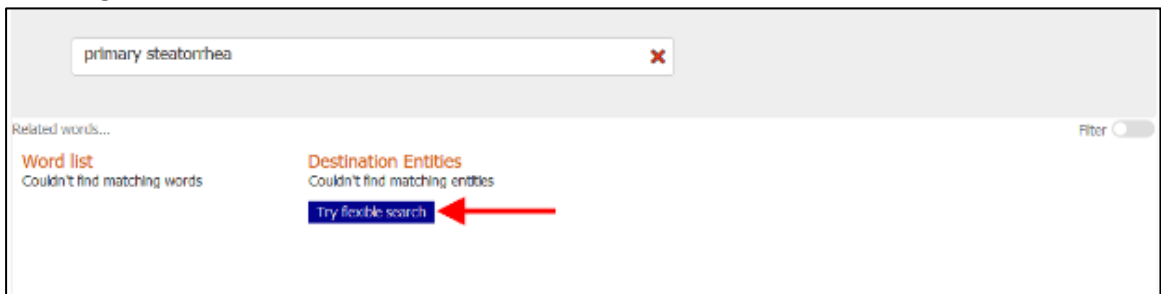 primary steatorrhea
Related words...
Filter
Word list
Couldn't find matching words
Destination Entities
Couldn't find matching entities
Try flexible search